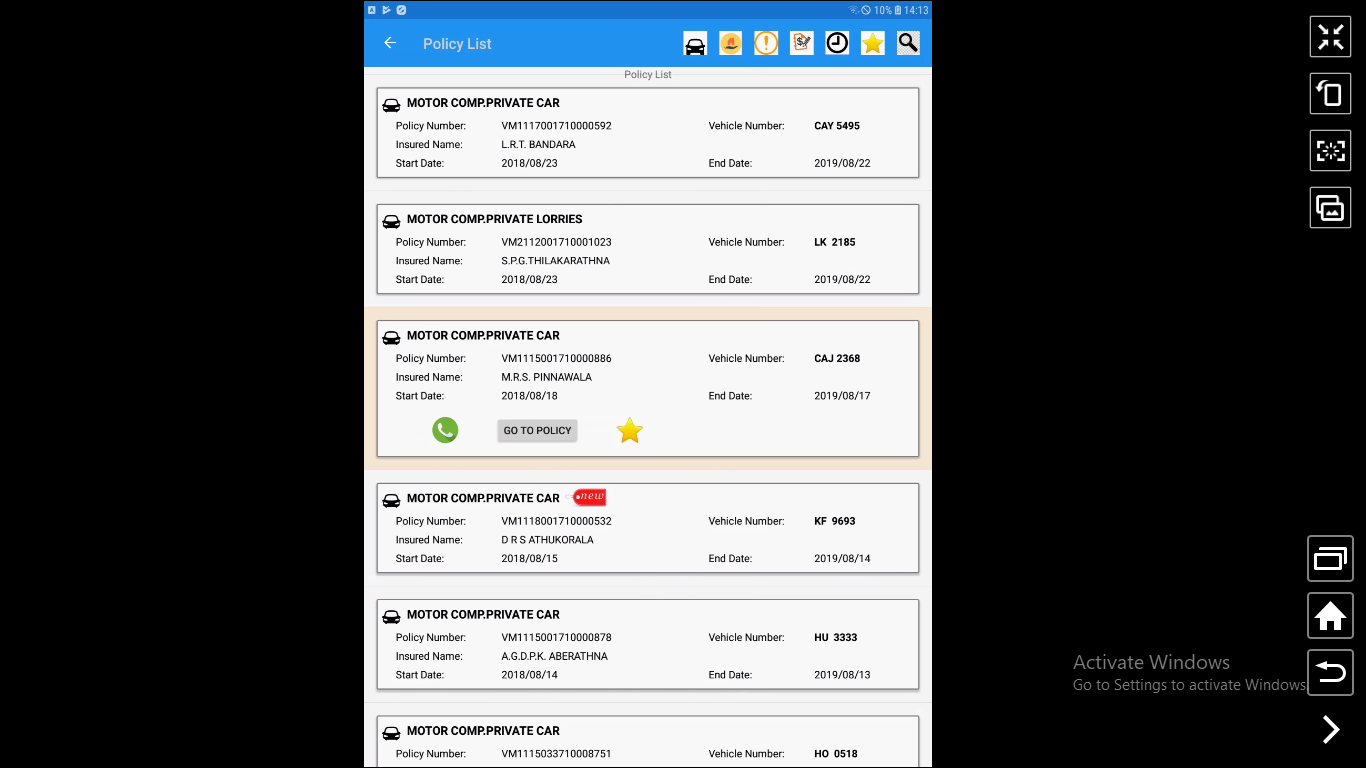 10% 14:13
Policy List
Policy List
MOTOR COMP.PRIVATE CAR
Policy Number: VM1117001710000592 Vehicle Number: CAY 5495
Insured Name: L.R.T. BANDARA
Start Date: 2018/08/23 End Date: 2019/08/22
MOTOR COMP.PRIVATE LORRIES
Policy Number: VM2112001710001023 Vehicle Number: LK 2185
Insured Name: S.P.G.THILAKARATHNA
Start Date: 2018/08/23 End Date: 2019/08/22
MOTOR COMP.PRIVATE CAR
Policy Number: VM1115001710000886 Vehicle Number: CAJ 2368
Insured Name: M.R.S. PINNAWALA
Start Date: 2018/08/18 End Date: 2019/08/17
GO TO POLICY
MOTOR COMP.PRIVATE CAR new
Policy Number: VM1118001710000532 Vehicle Number: KF 9693
Insured Name: D R S ATHUKORALA
Start Date: 2018/08/15 End Date: 2019/08/14
MOTOR COMP.PRIVATE CAR
Policy Number: VM1115001710000878 Vehicle Number: HU 3333
Insured Name: A.G.D.P.K. ABERATHNA
Start Date: 2018/08/14 End Date: 2019/08/13
MOTOR COMP.PRIVATE CAR
Policy Number: VM1115033710008751 Vehicle Number: HO 0518
Activate Windows
Go to Settings to activate Windows